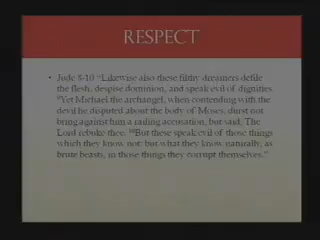 RESPECT
• Jude 8-10 "Likewise also these filthy dreamers defile
the flesh, despise dominion, and speak evil of dignities.
⁹Yet Michael the archangel, when contending with the
devil he disputed about the body of Moses, durst not
bring against him a railing accusation, but said, The
Lord rebuke thee. ¹⁰But these speak evil of those things
which they know not: but what they know naturally, as
brute beasts, in those things they corrupt themselves."